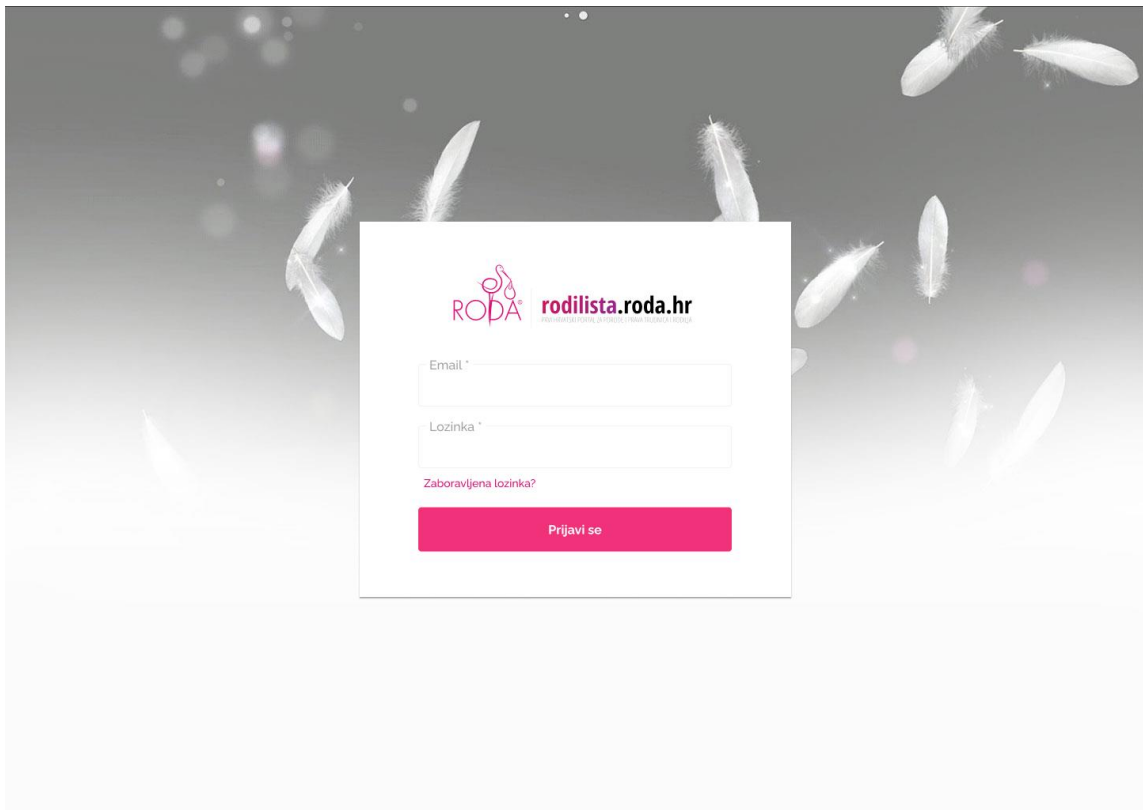 RODA
rodilista.roda.hr
Email *
Lozinka *
Zaboravljena lozinka?
Prijavi se